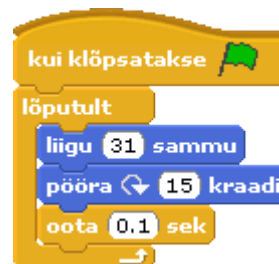 kui klõpsatakse
lõputult
liigu 31 sammu
pööra 15 kraadi
oota 0.1 sek